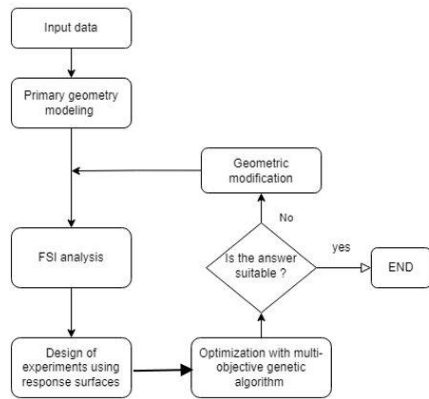 Input data
Primary geometry
modeling
Geometric
modification
No
Is the answer
suitable ?
yes
END
FSI analysis
Design of
experiments using
response surfaces
Optimization with multi-
objective genetic
algorithm